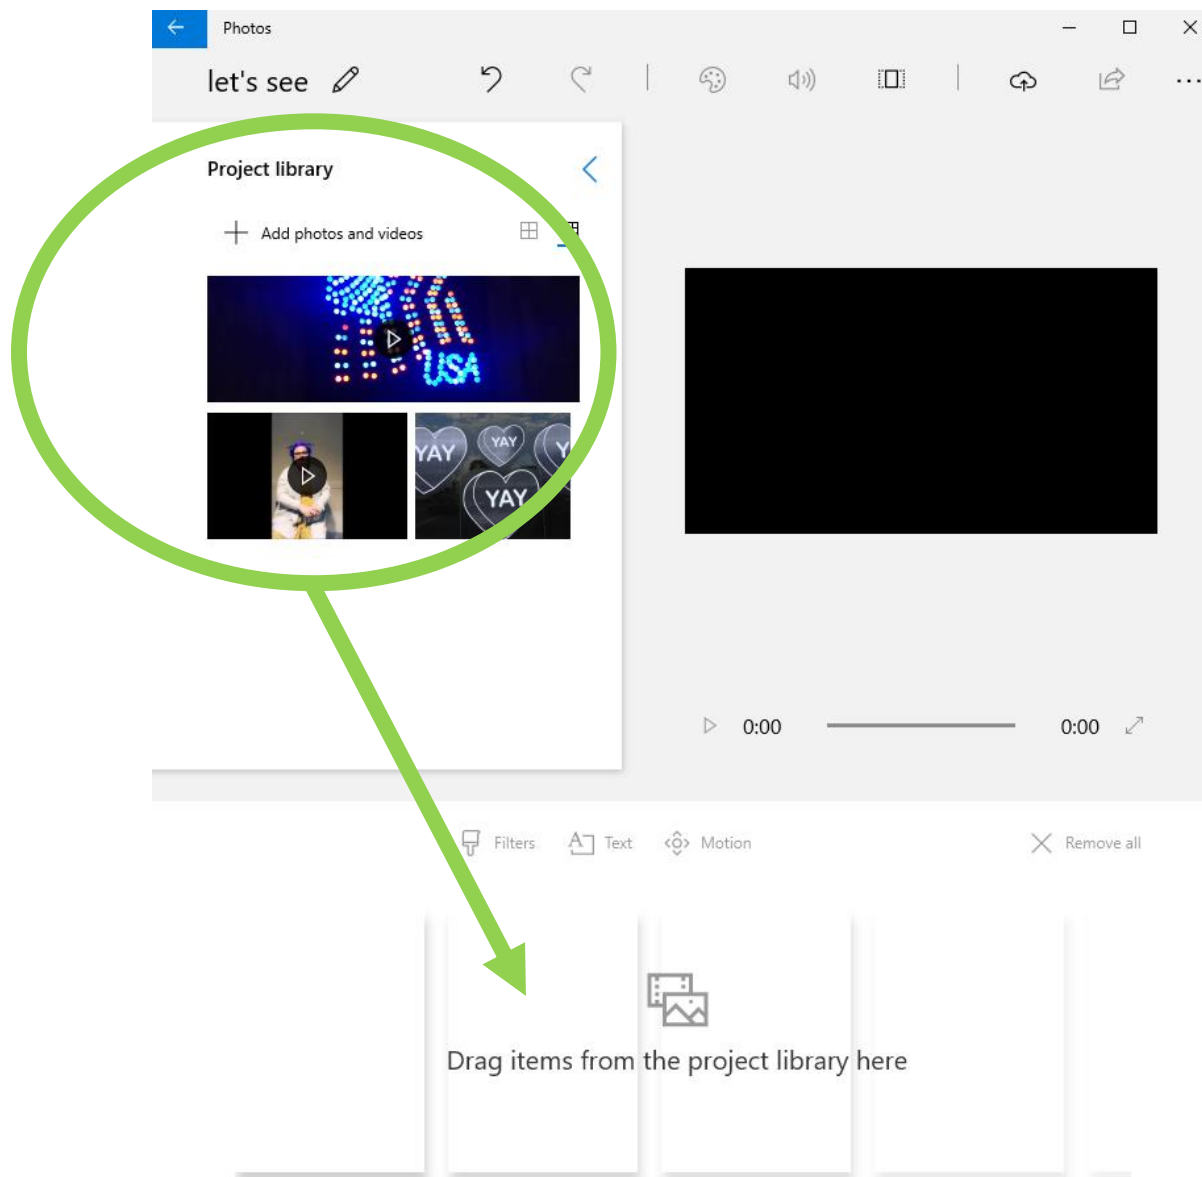 Photos
let's see
Project library
Add photos and videos
USA
YAY YAY Y
YAY
0:00 0:00
Filters Text Motion Remove all
Drag items from the project library here